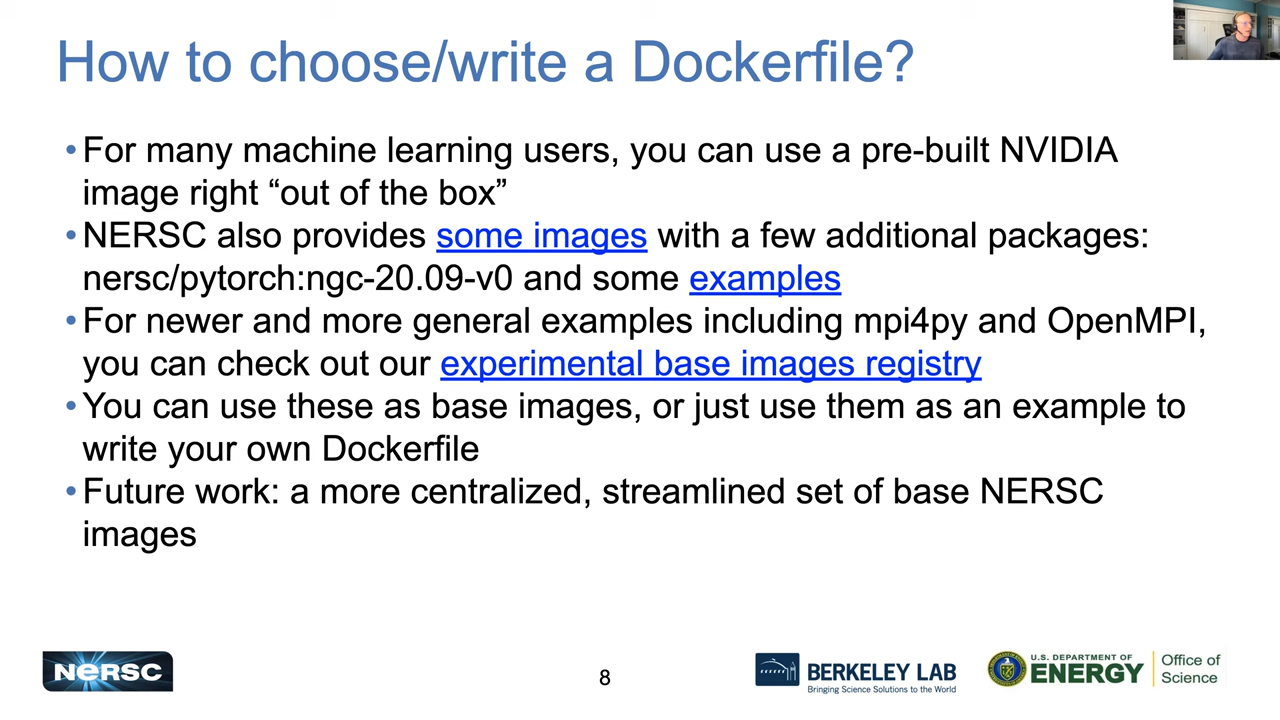 How to choose/write a Dockerfile?
•For many machine learning users, you can use a pre-built NVIDIA
image right “out of the box”
•NERSC also provides some images with a few additional packages:
nersc/pytorch:ngc-20.09-v0 and some examples
•For newer and more general examples including mpi4py and OpenMPI,
you can check out our experimental base images registry
•You can use these as base images, or just use them as an example to
write your own Dockerfile
•Future work: a more centralized, streamlined set of base NERSC
images
NERSC
8
BERKELEY LAB
Bringing Science Solutions to the World
U.S. DEPARTMENT OF
ENERGY
Office of
Science